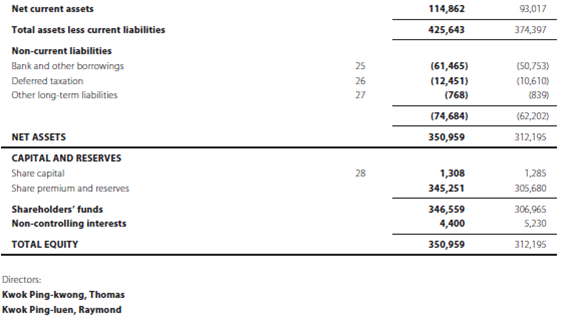 Net current assets 114,862 93,017
Total assets less current liabilities 425,643 374,397
Non-current liabilities
Bank and other borrowings 25 (61,465) (50,753)
Deferred taxation 26 (12,451) (10,610)
Other long-term liabilities 27 (768) (839)
(74,684) (62,202)
NET ASSETS 350,959 312,195
CAPITAL AND RESERVES
Share capital 28 1,308 1,285
Share premium and reserves 345,251 305,680
Shareholders' funds 346,559 306,965
Non-controlling interests 4,400 5,230
TOTAL EQUITY 350,959 312,195
Directors:
Kwok Ping-kwong, Thomas
Kwok Ping-luen, Raymond